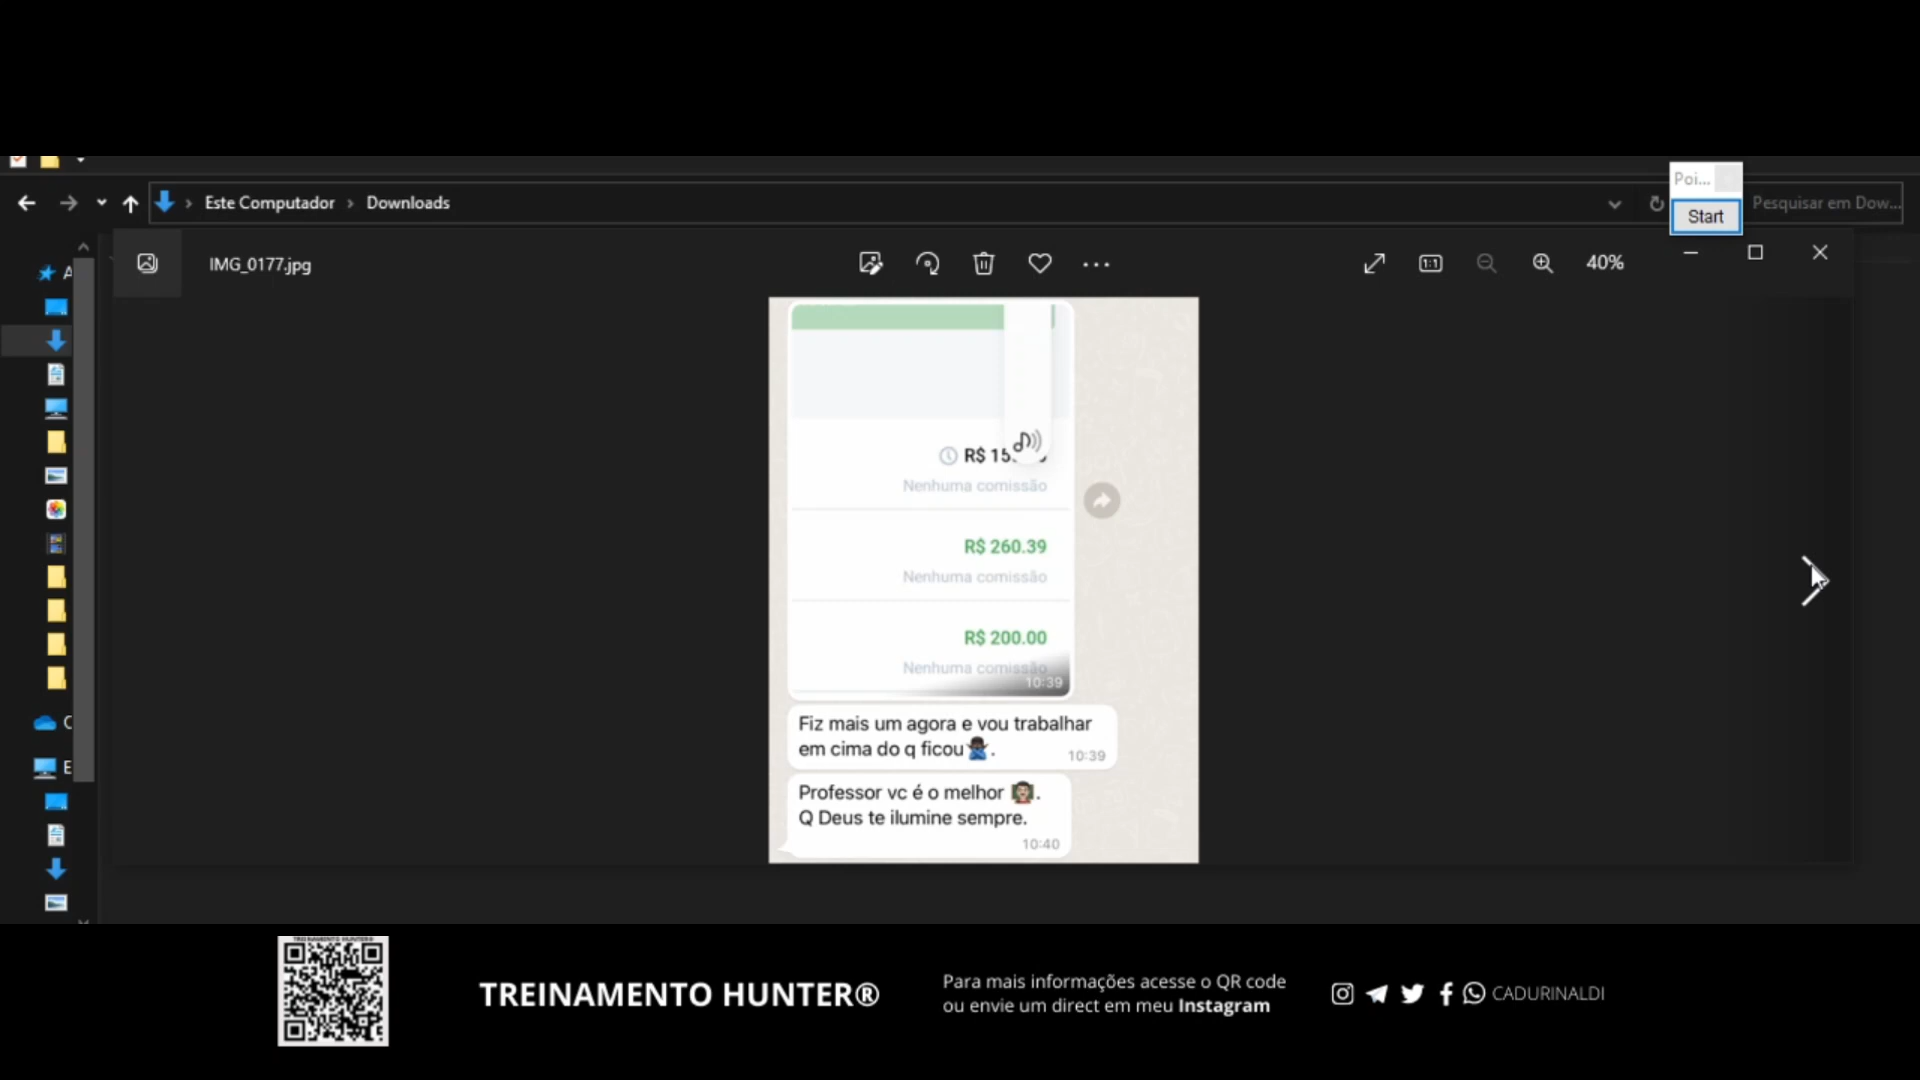 Poi...
Start
Este Computador > Downloads
Pesquisar em Dow...
IMG_0177.jpg
1:1
40%
Nenhuma comissão
R$ 260.39
Nenhuma comissão
R$ 200.00
Nenhuma comissão
10:39
Fiz mais um agora e vou trabalhar
em cima do q ficou🙅🏿‍♂️.
10:39
Professor vc é o melhor 👨🏼‍🏫.
Q Deus te ilumine sempre.
10:40
TREINAMENTO HUNTER®
Para mais informações acesse o QR code
ou envie um direct em meu Instagram
CADURINALDI